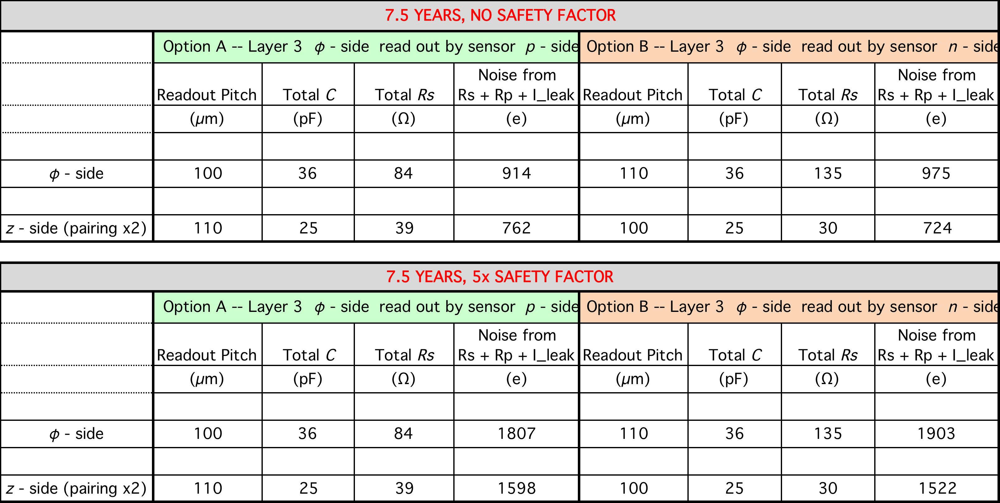 7.5 YEARS, NO SAFETY FACTOR
Option A -- Layer 3 ϕ - side read out by sensor p - side Option B -- Layer 3 ϕ - side read out by sensor n - side
Noise from Noise from
Readout Pitch Total C Total Rs Rs + Rp + I_leak Readout Pitch Total C Total Rs Rs + Rp + I_leak
(µm) (pF) (Ω) (e) (µm) (pF) (Ω) (e)
ϕ - side 100 36 84 914 110 36 135 975
z - side (pairing x2) 110 25 39 762 100 25 30 724
7.5 YEARS, 5x SAFETY FACTOR
Option A -- Layer 3 ϕ - side read out by sensor p - side Option B -- Layer 3 ϕ - side read out by sensor n - side
Noise from Noise from
Readout Pitch Total C Total Rs Rs + Rp + I_leak Readout Pitch Total C Total Rs Rs + Rp + I_leak
(µm) (pF) (Ω) (e) (µm) (pF) (Ω) (e)
ϕ - side 100 36 84 1807 110 36 135 1903
z - side (pairing x2) 110 25 39 1598 100 25 30 1522